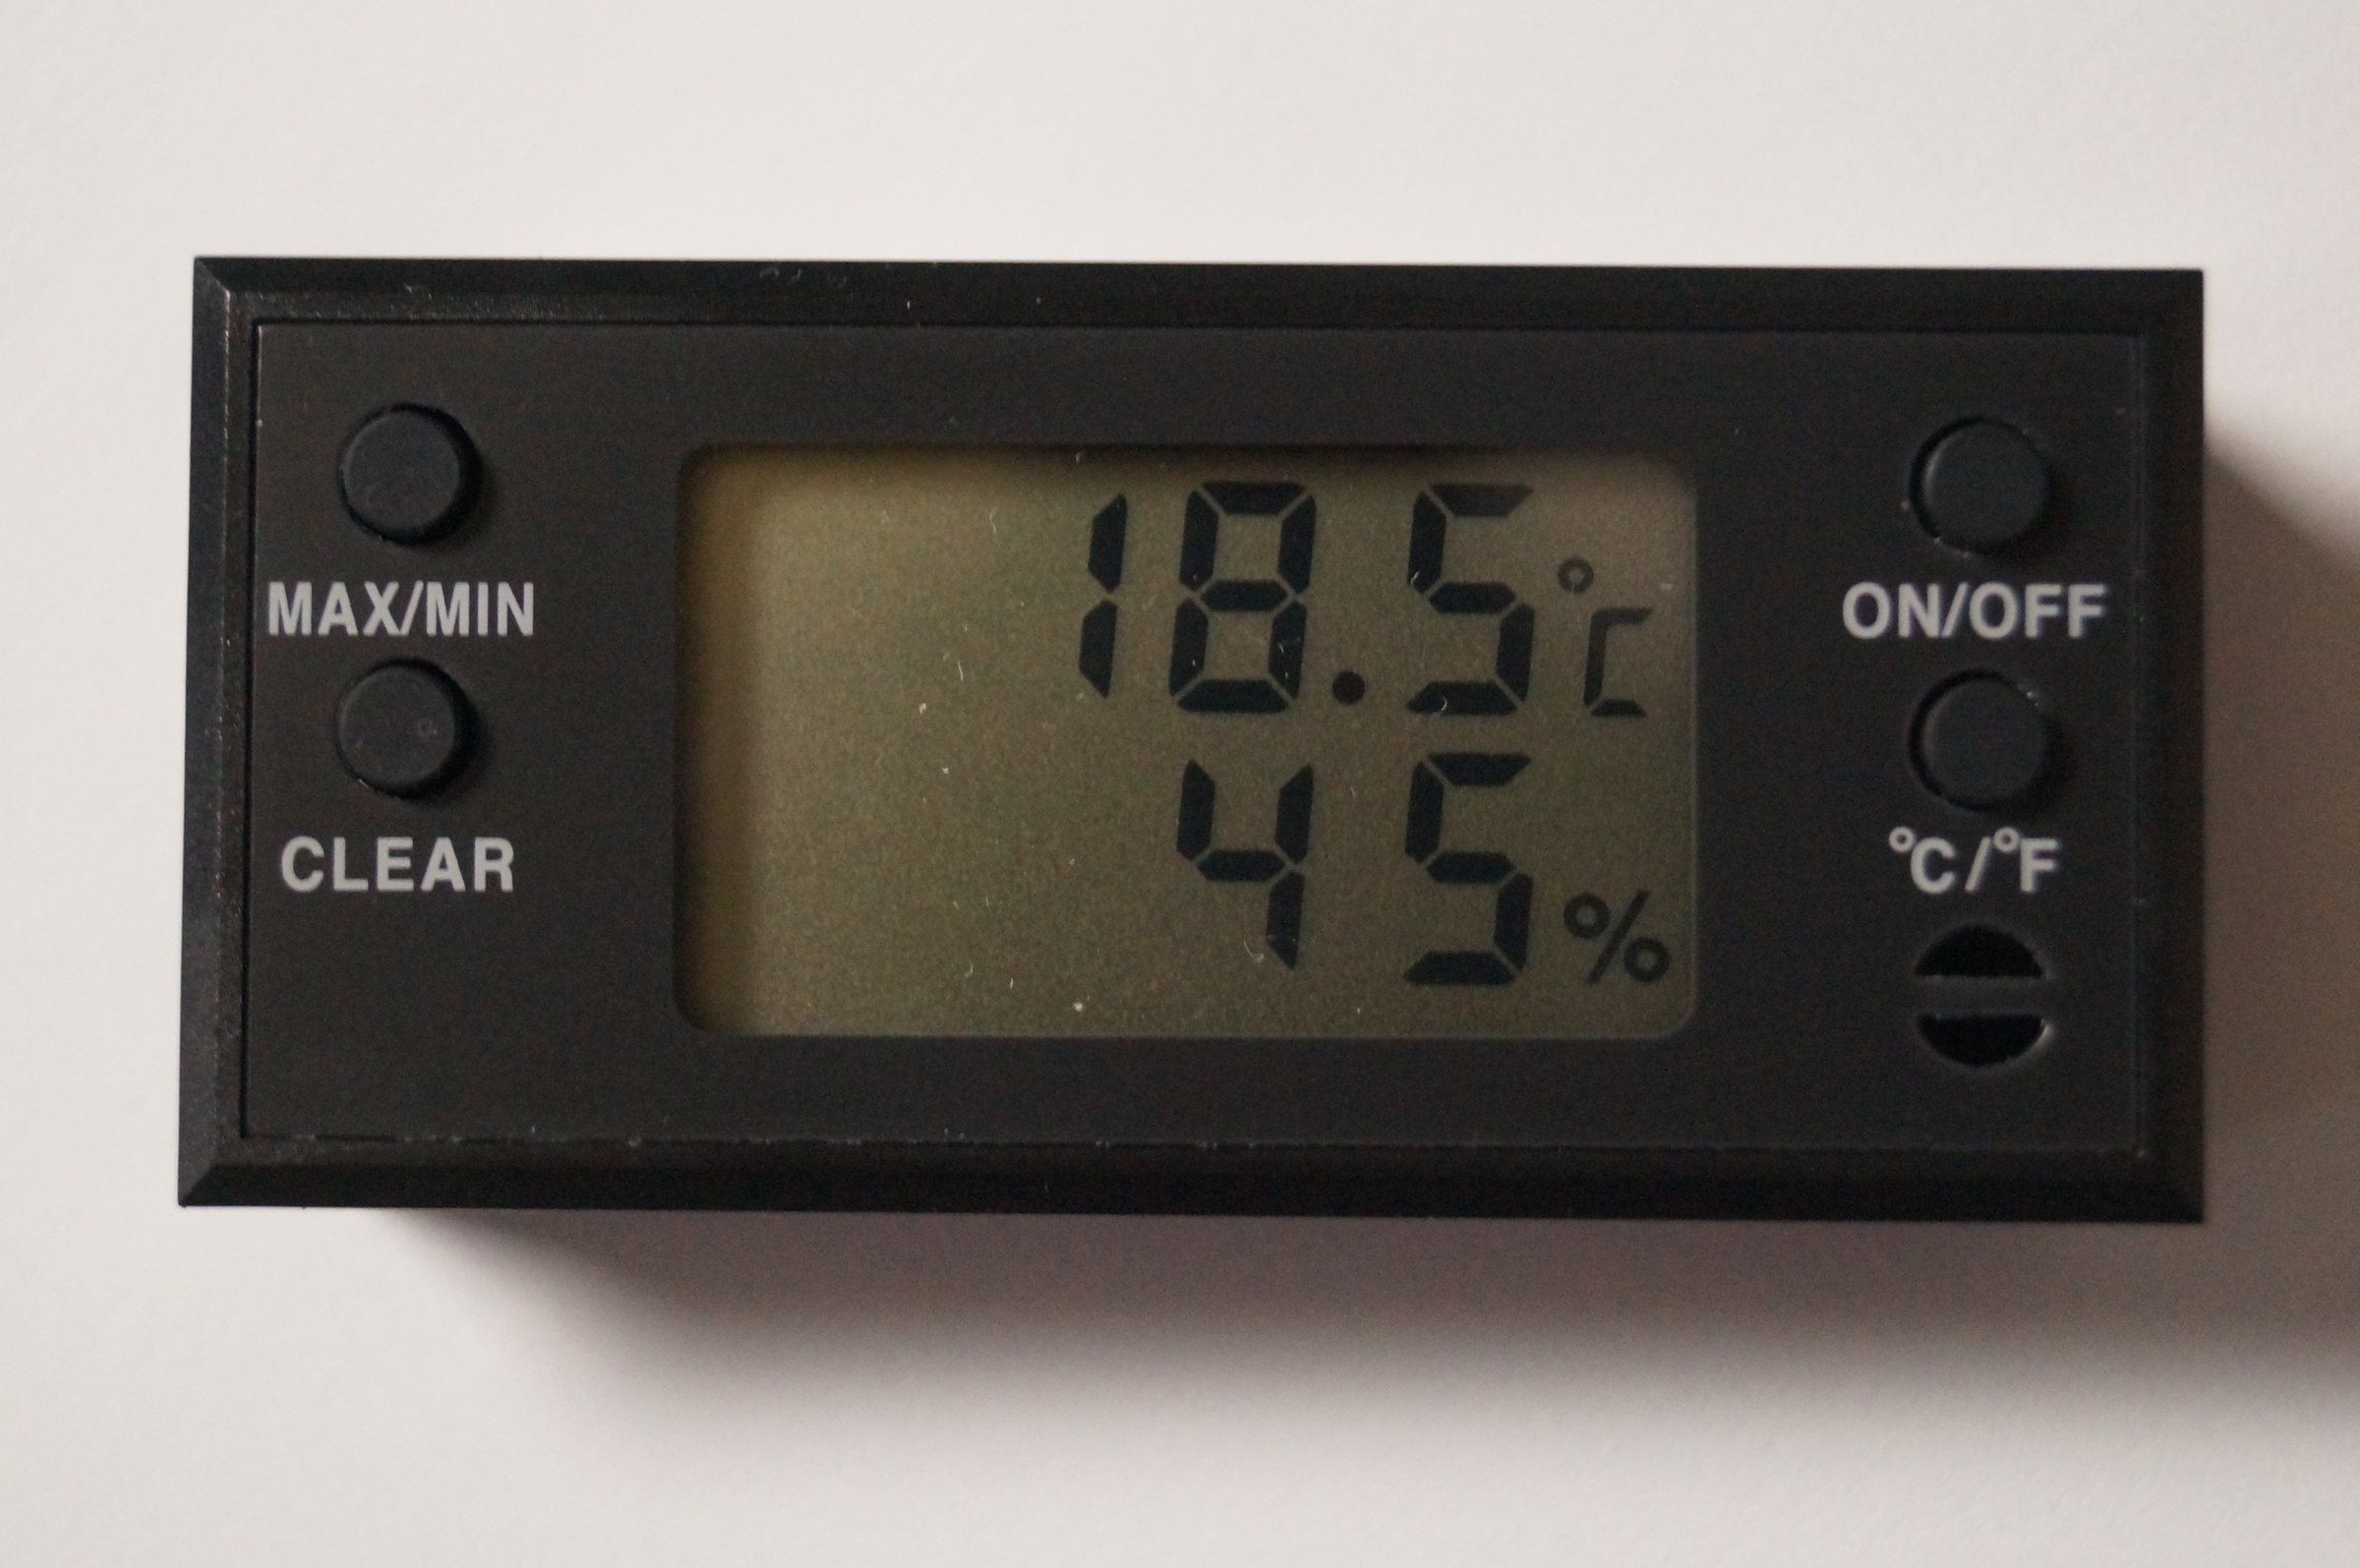 MAX/MIN
CLEAR
18.5°C
45%
ON/OFF
°C/°F